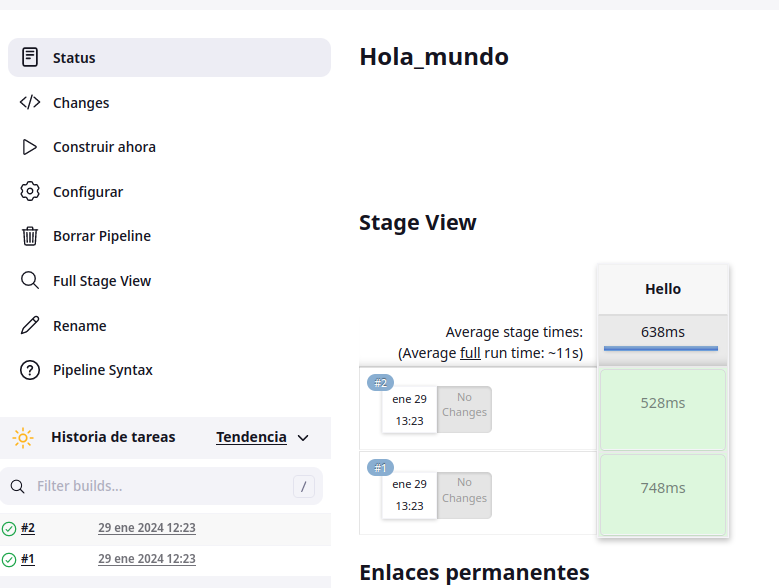 Status
Changes
Construir ahora
Configurar
Borrar Pipeline
Full Stage View
Rename
Pipeline Syntax
Historia de tareas
Tendencia
Filter builds...
/
#2
29 ene 2024 12:23
#1
29 ene 2024 12:23
Hola_mundo
Stage View
Hello
Average stage times:
638ms
(Average full run time: ~11s)
#2
ene 29
13:23
No
Changes
528ms
#1
ene 29
13:23
No
Changes
748ms
Enlaces permanentes